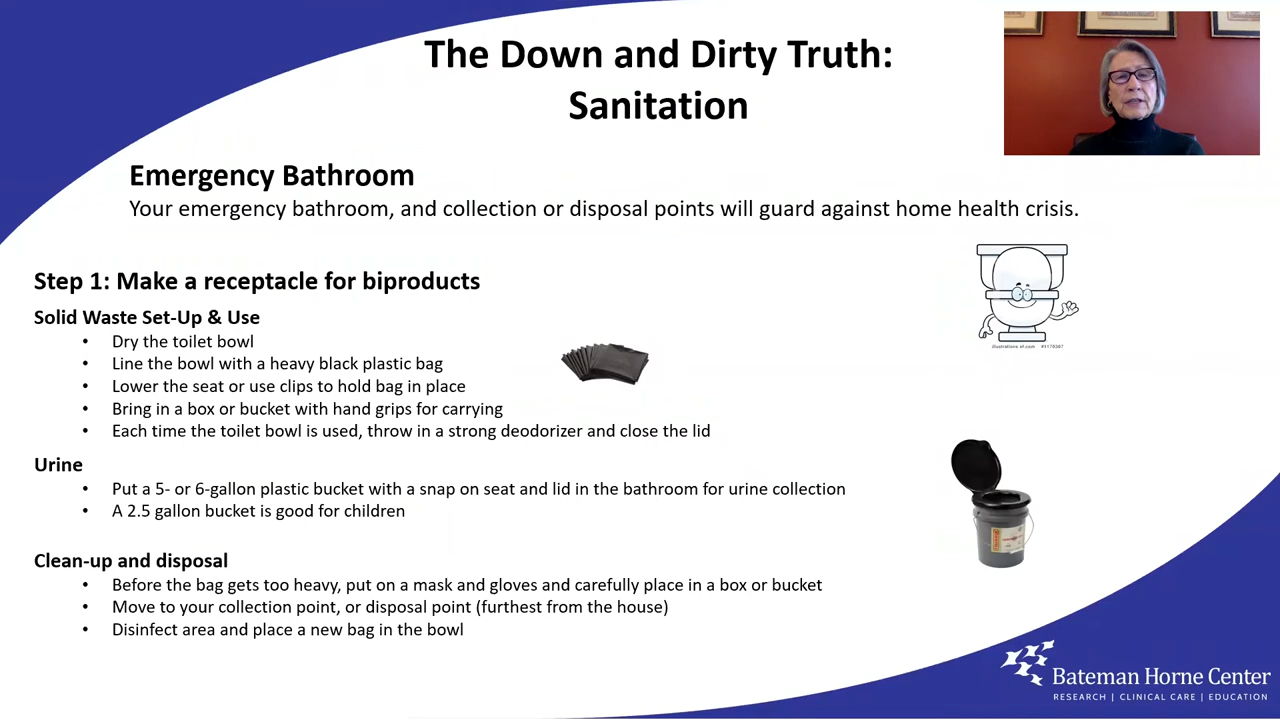 The Down and Dirty Truth:
Sanitation
Emergency Bathroom
Your emergency bathroom, and collection or disposal points will guard against home health crisis.
Step 1: Make a receptacle for biproducts
Solid Waste Set-Up & Use
• Dry the toilet bowl
• Line the bowl with a heavy black plastic bag
• Lower the seat or use clips to hold bag in place
• Bring in a box or bucket with hand grips for carrying
• Each time the toilet bowl is used, throw in a strong deodorizer and close the lid
illustrations of.com #1179387
Urine
• Put a 5- or 6-gallon plastic bucket with a snap on seat and lid in the bathroom for urine collection
• A 2.5 gallon bucket is good for children
Clean-up and disposal
• Before the bag gets too heavy, put on a mask and gloves and carefully place in a box or bucket
• Move to your collection point, or disposal point (furthest from the house)
• Disinfect area and place a new bag in the bowl
Bateman Horne Center
RESEARCH | CLINICAL CARE | EDUCATION